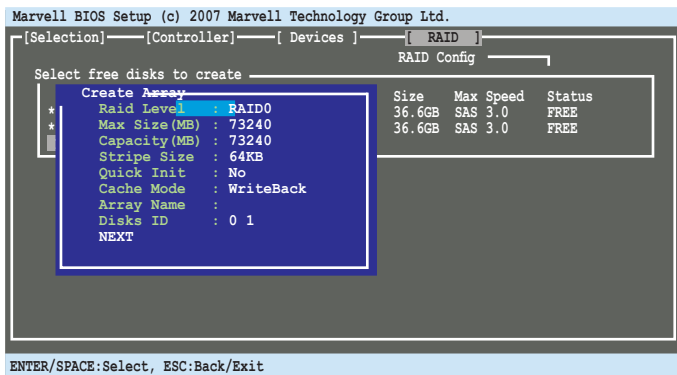 Marvell BIOS Setup (c) 2007 Marvell Technology Group Ltd.
[Selection] [Controller] [ Devices ] [ RAID ]
RAID Config
Select free disks to create
Create Array
Size Max Speed Status
* Raid Level : RAID0 36.6GB SAS 3.0 FREE
* Max Size(MB) : 73240 36.6GB SAS 3.0 FREE
Capacity(MB) : 73240
Stripe Size : 64KB
Quick Init : No
Cache Mode : WriteBack
Array Name :
Disks ID : 0 1
NEXT
ENTER/SPACE:Select, ESC:Back/Exit